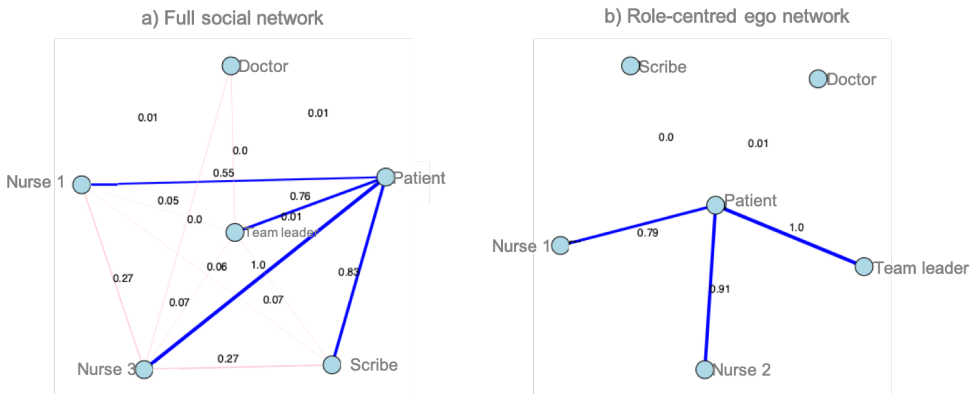 a) Full social network
Doctor
0.01
0.01
0.0
0.55
Nurse 1
Patient
0.76
0.05
0.01
0.0
Team leader
0.06
1.0
0.83
0.27
0.07
0.07
0.27
Nurse 3
Scribe
b) Role-centred ego network
Scribe
Doctor
0.0
0.01
Patient
0.79
1.0
Nurse 1
Team leader
0.91
Nurse 2